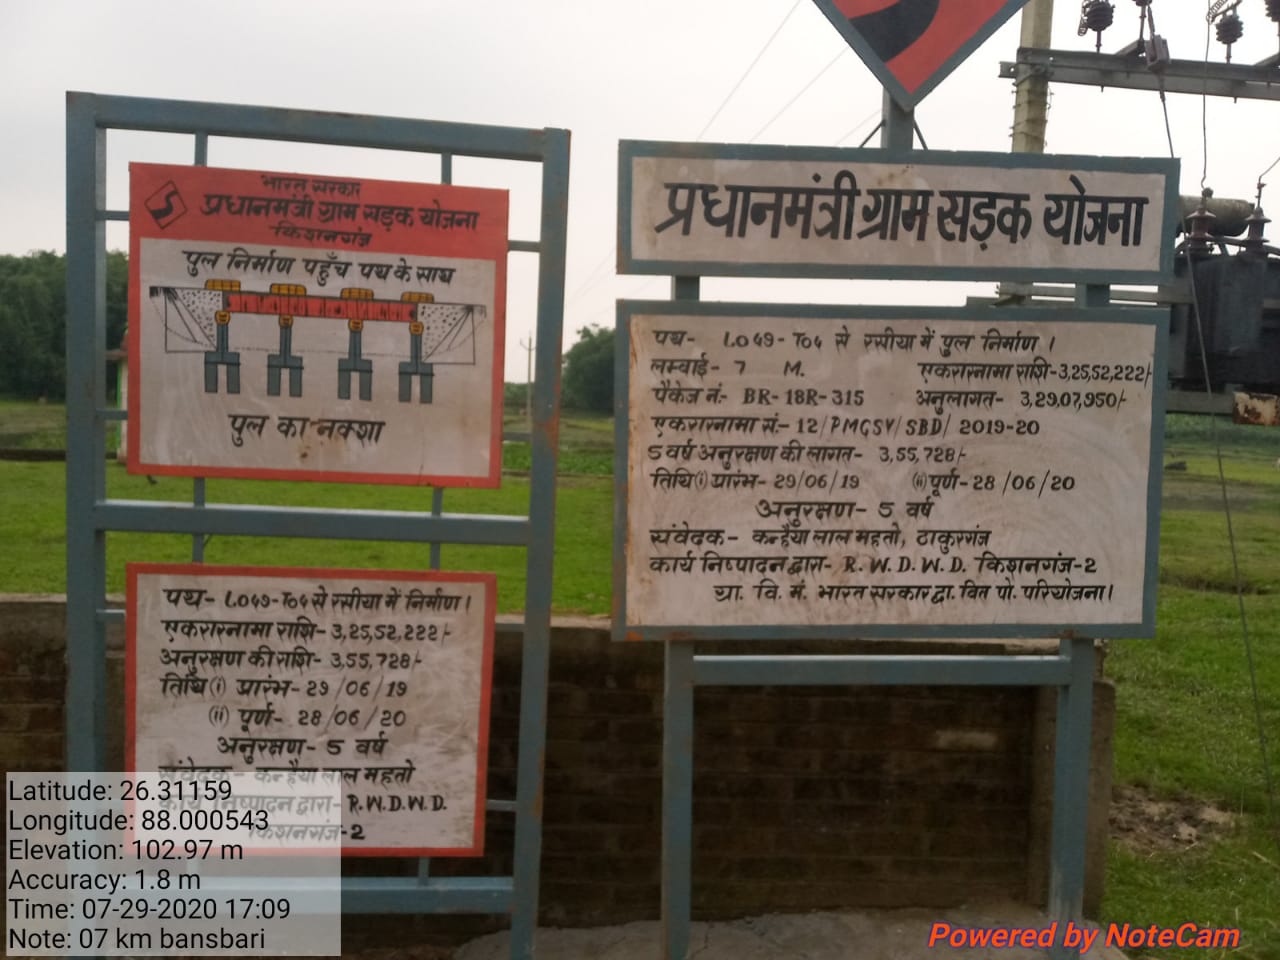 भारत सरकार
प्रधानमंत्री ग्राम सड़क योजना
किशनगंज
पुल निर्माण पहुँच पथ के साथ
पुल का नक्शा
पथ- L049-T04 से रसीया में निर्माण।
एकरारनामा राशि- 3,25,52,222/-
अनुरक्षण की राशि- 3,55,728/-
तिथि (i) प्रारंभ- 29/06/19
(ii) पूर्ण- 28/06/20
अनुरक्षण- 5 वर्ष
संवेदक- कन्हैया लाल महतो
कार्य निष्पादन द्वारा- R.W.D.W.D.
किशनगंज-2
प्रधानमंत्री ग्राम सड़क योजना
पथ- L049-T04 से रसीया में पुल निर्माण।
लम्बाई- 7 M. एकरारनामा राशि-3,25,52,222/-
पैकेज नं:- BR-18R-315 अनुलागत- 3,29,07,950/-
एकरारनामा सं:- 12/PMGSY/SBD/ 2019-20
5 वर्ष अनुरक्षण की लागत- 3,55,728/-
तिथि (i) प्रारंभ- 29/06/19 (ii) पूर्ण- 28/06/20
अनुरक्षण- 5 वर्ष
संवेदक- कन्हैया लाल महतो, ठाकुरगंज
कार्य निष्पादन द्वारा- R.W.D.W.D. किशनगंज-2
ग्रा. वि. मं. भारत सरकार द्वा. वित पो. परियोजना।
Latitude: 26.31159
Longitude: 88.000543
Elevation: 102.97 m
Accuracy: 1.8 m
Time: 07-29-2020 17:09
Note: 07 km bansbari
Powered by NoteCam